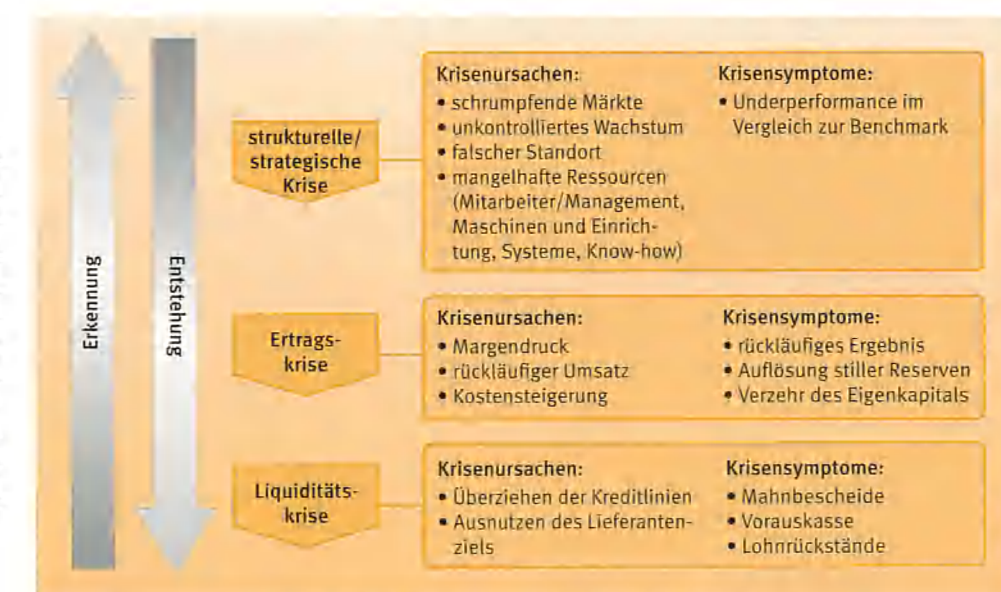 Erkennung
Entstehung
strukturelle/
strategische
Krise
Krisenursachen:
• schrumpfende Märkte
• unkontrolliertes Wachstum
• falscher Standort
• mangelhafte Ressourcen
(Mitarbeiter/Management,
Maschinen und Einrich-
tung, Systeme, Know-how)
Krisensymptome:
• Underperformance im
Vergleich zur Benchmark
Ertrags-
krise
Krisenursachen:
• Margendruck
• rückläufiger Umsatz
• Kostensteigerung
Krisensymptome:
• rückläufiges Ergebnis
• Auflösung stiller Reserven
• Verzehr des Eigenkapitals
Liquiditäts-
krise
Krisenursachen:
• Überziehen der Kreditlinien
• Ausnutzen des Lieferanten-
ziels
Krisensymptome:
• Mahnbescheide
• Vorauskasse
• Lohnrückstände